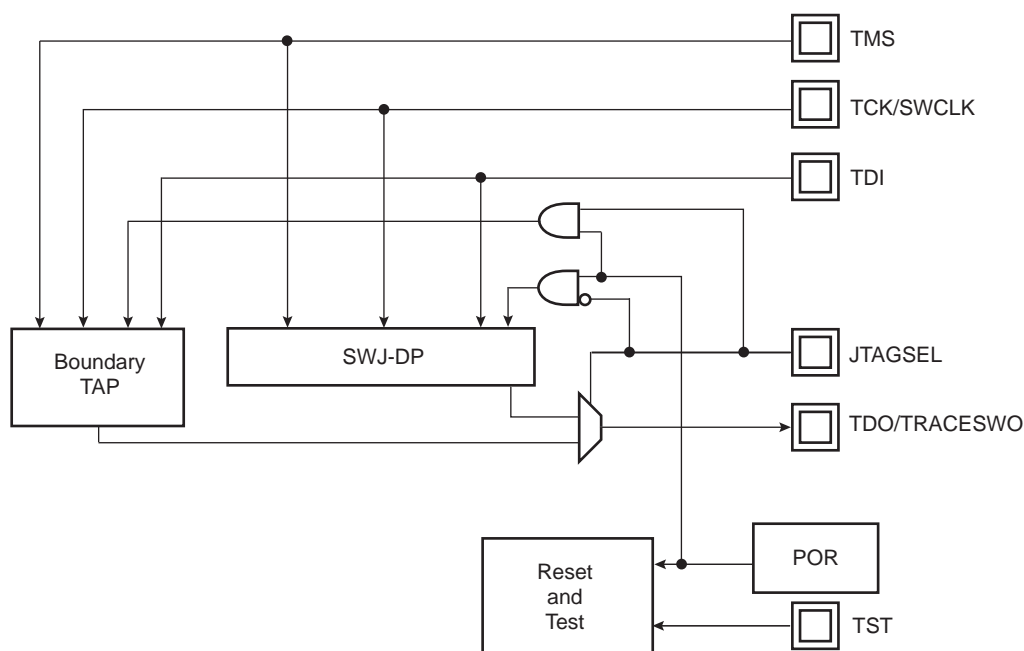 TMS
TCK/SWCLK
TDI
Boundary
TAP
SWJ-DP
JTAGSEL
TDO/TRACESWO
POR
Reset
and
Test
TST